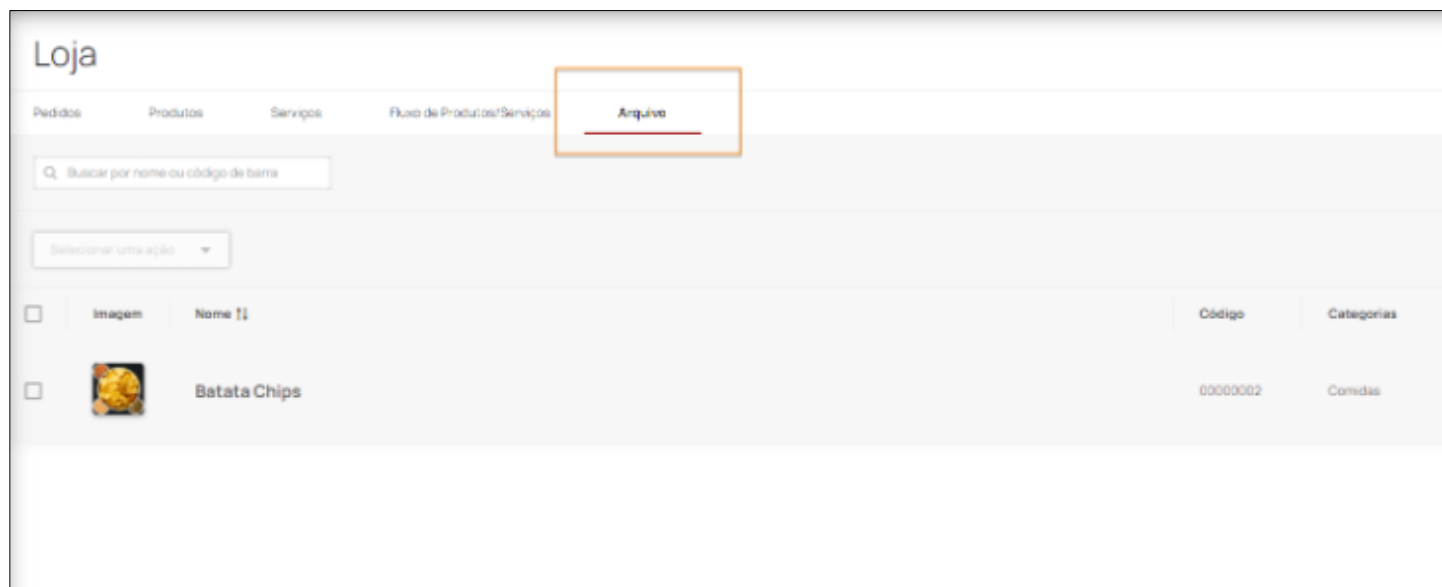 Loja
Pedidos Produtos Serviços Fluxo de Produtos/Serviços Arquivo
Buscar por nome ou código de barra
Selecionar uma ação
Imagem Nome Código Categorias
Batata Chips 00000002 Comidas